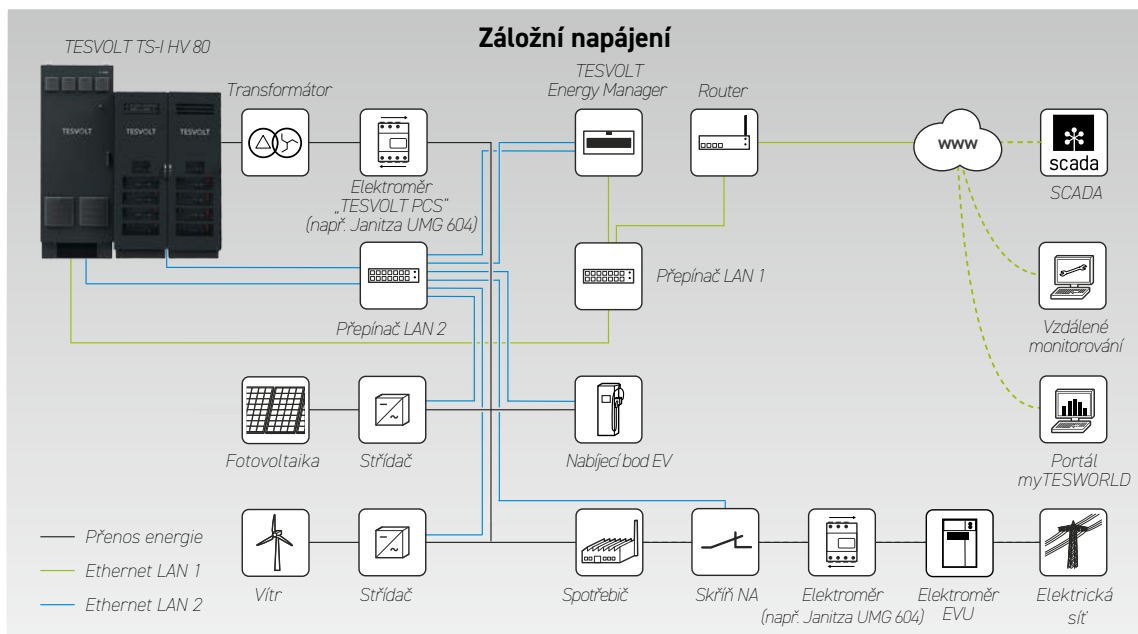 Záložní napájení
TESVOLT TS-I HV 80
TESVOLT
TESVOLT
TESVOLT
Transformátor
Elektroměr
„TESVOLT PCS“
(např. Janitza UMG 604)
TESVOLT
Energy Manager
Router
www
scada
SCADA
Přepínač LAN 2
Přepínač LAN 1
Vzdálené
monitorování
Fotovoltaika
Střídač
Nabíjecí bod EV
Portál
myTESWORLD
Přenos energie
Ethernet LAN 1
Ethernet LAN 2
Vítr
Střídač
Spotřebič
Skříň NA
Elektroměr
(např. Janitza UMG 604)
Elektroměr
EVU
Elektrická
síť